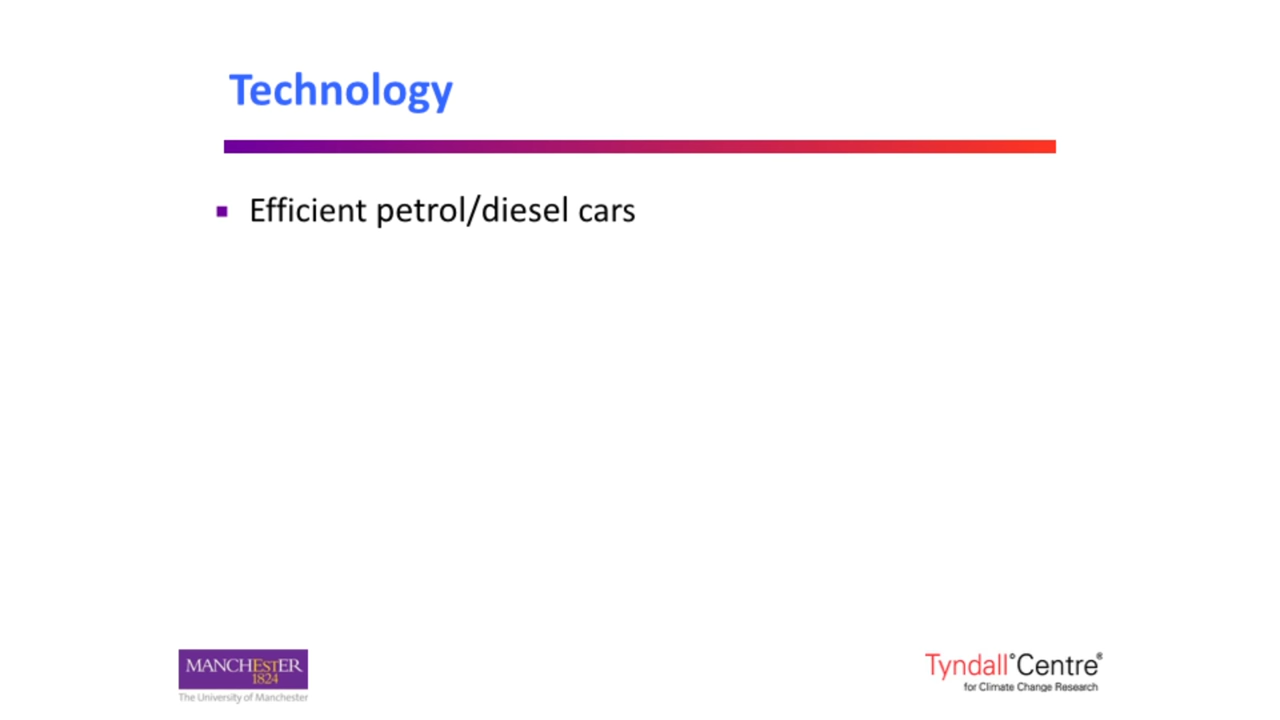 Technology
▪ Efficient petrol/diesel cars
MANCHESTER
1824
The University of Manchester
Tyndall°Centre®
for Climate Change Research